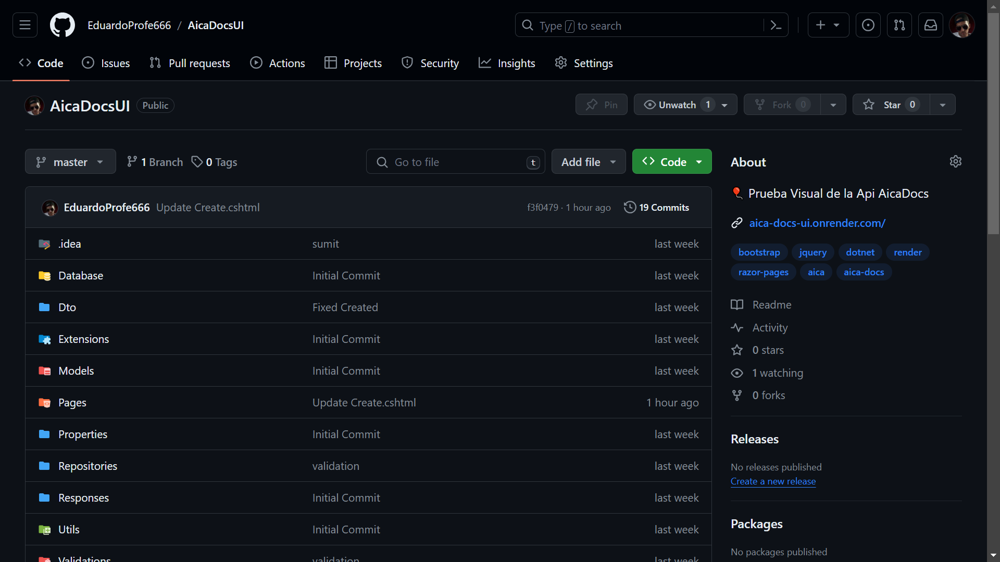 EduardoProfe666 / AicaDocsUI
Type / to search
Code Issues Pull requests Actions Projects Security Insights Settings
AicaDocsUI Public
Pin Unwatch 1 Fork 0 Star 0
master 1 Branch 0 Tags
Go to file t Add file Code
EduardoProfe666 Update Create.cshtml f3f0479 · 1 hour ago 19 Commits
.idea sumit last week
Database Initial Commit last week
Dto Fixed Created last week
Extensions Initial Commit last week
Models Initial Commit last week
Pages Update Create.cshtml 1 hour ago
Properties Initial Commit last week
Repositories validation last week
Responses Initial Commit last week
Utils Initial Commit last week
Validations validation last week
About
Prueba Visual de la Api AicaDocs
aica-docs-ui.onrender.com/
bootstrap jquery dotnet render
razor-pages aica aica-docs
Readme
Activity
0 stars
1 watching
0 forks
Releases
No releases published
Create a new release
Packages
No packages published